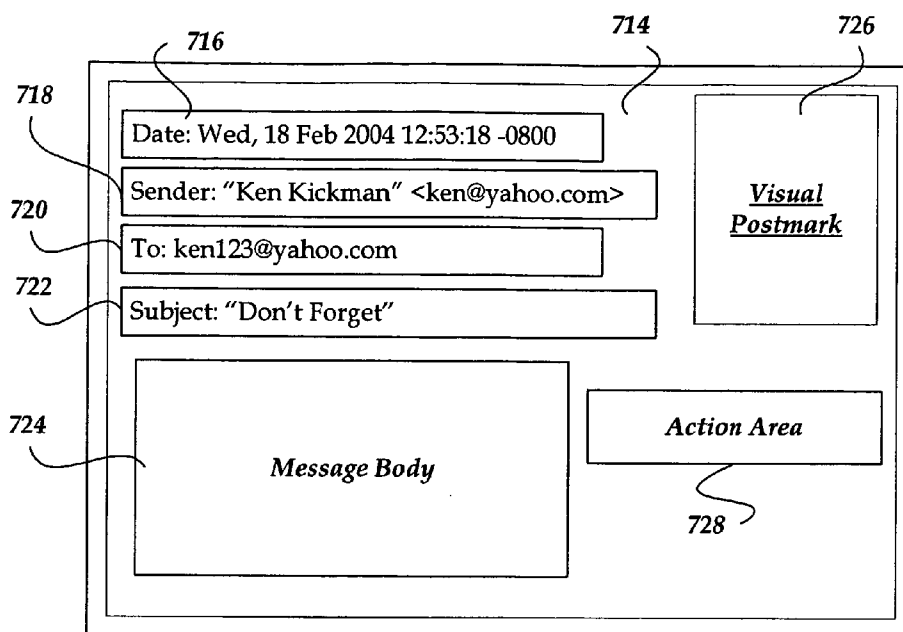 716
714
726
718
Date: Wed, 18 Feb 2004 12:53:18 -0800
Sender: “Ken Kickman” <ken@yahoo.com>
Visual
Postmark
720
To: ken123@yahoo.com
722
Subject: “Don't Forget”
724
Message Body
Action Area
728